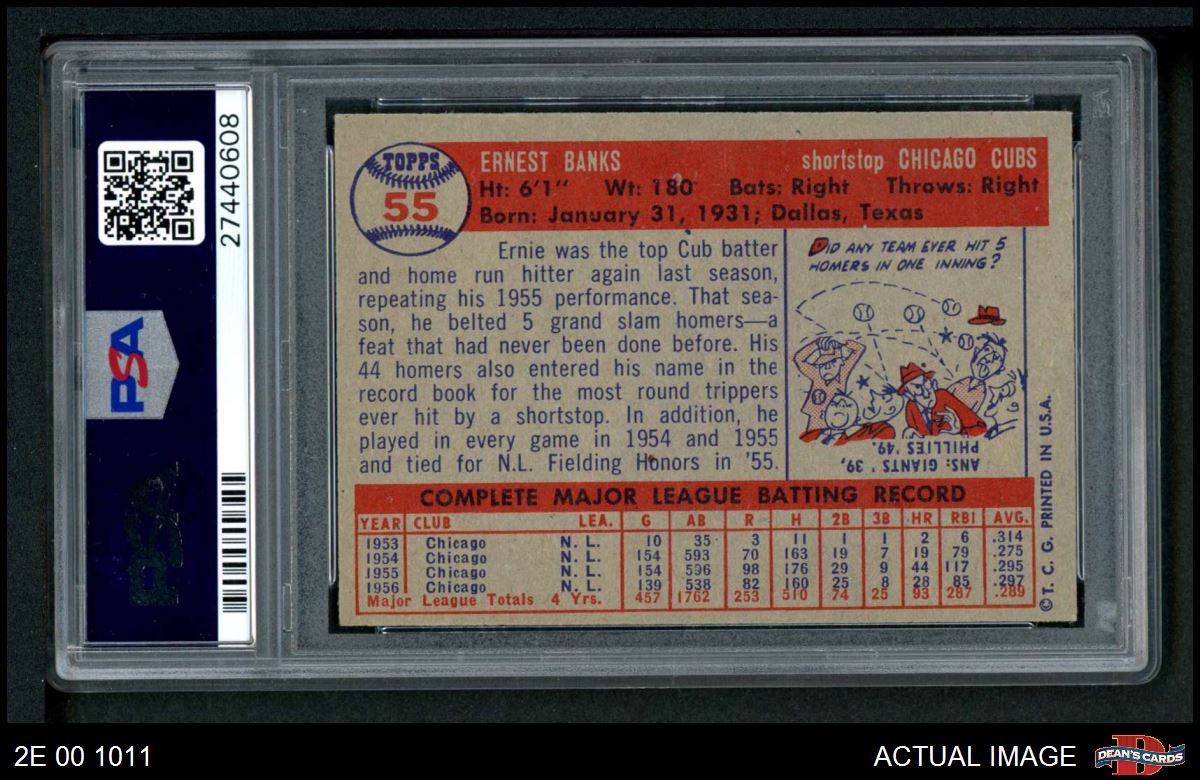 27440608
PSA
TOPPS
55
ERNEST BANKS shortstop CHICAGO CUBS
Ht: 6'1" Wt: 180 Bats: Right Throws: Right
Born: January 31, 1931; Dallas, Texas
Ernie was the top Cub batter
and home run hitter again last season,
repeating his 1955 performance. That sea-
son, he belted 5 grand slam homers—a
feat that had never been done before. His
44 homers also entered his name in the
record book for the most round trippers
ever hit by a shortstop. In addition, he
played in every game in 1954 and 1955
and tied for N.L. Fielding Honors in '55.
DID ANY TEAM EVER HIT 5
HOMERS IN ONE INNING?
ANS: GIANTS '39,
PHILLIES '49.
COMPLETE MAJOR LEAGUE BATTING RECORD
YEAR CLUB LEA. G AB R H 2B 3B HR RBI AVG.
1953 Chicago N. L. 10 35 3 11 1 1 2 6 .314
1954 Chicago N. L. 154 593 70 163 19 7 19 79 .275
1955 Chicago N. L. 154 596 98 176 29 9 44 117 .295
1956 Chicago N. L. 139 538 82 160 25 8 28 85 .297
Major League Totals 4 Yrs. 457 1762 253 510 74 25 93 287 .289
© T. C. G. PRINTED IN U.S.A.
2E 00 1011
ACTUAL IMAGE
DEAN'S CARDS